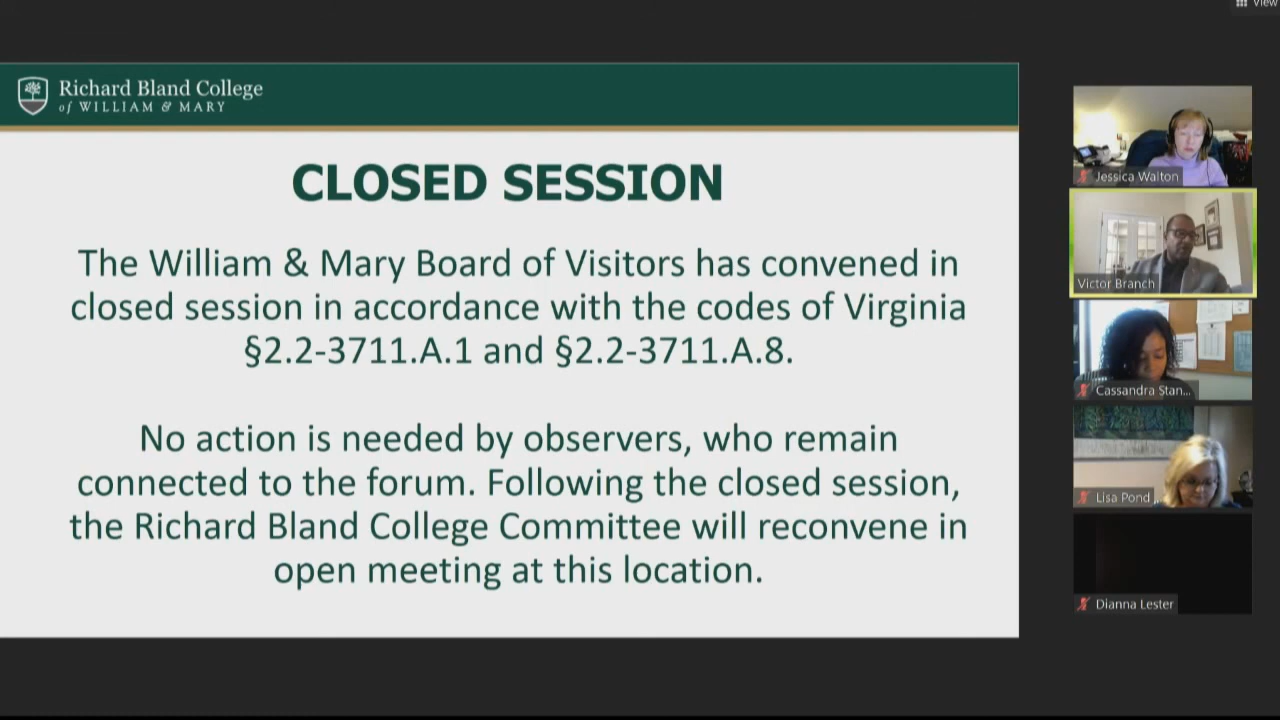 View
Richard Bland College
of WILLIAM & MARY
CLOSED SESSION
The William & Mary Board of Visitors has convened in
closed session in accordance with the codes of Virginia
§2.2-3711.A.1 and §2.2-3711.A.8.
No action is needed by observers, who remain
connected to the forum. Following the closed session,
the Richard Bland College Committee will reconvene in
open meeting at this location.
Jessica Walton
Victor Branch
Cassandra Stan...
Lisa Pond
Dianna Lester